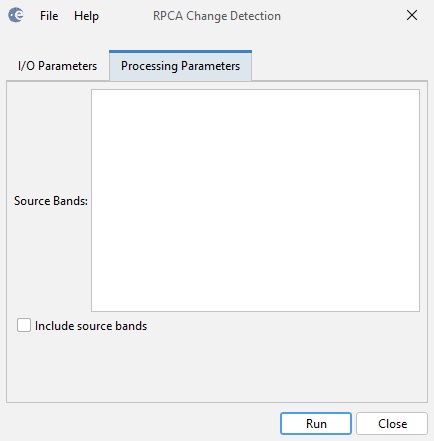 File Help RPCA Change Detection
I/O Parameters Processing Parameters
Source Bands:
Include source bands
Run Close